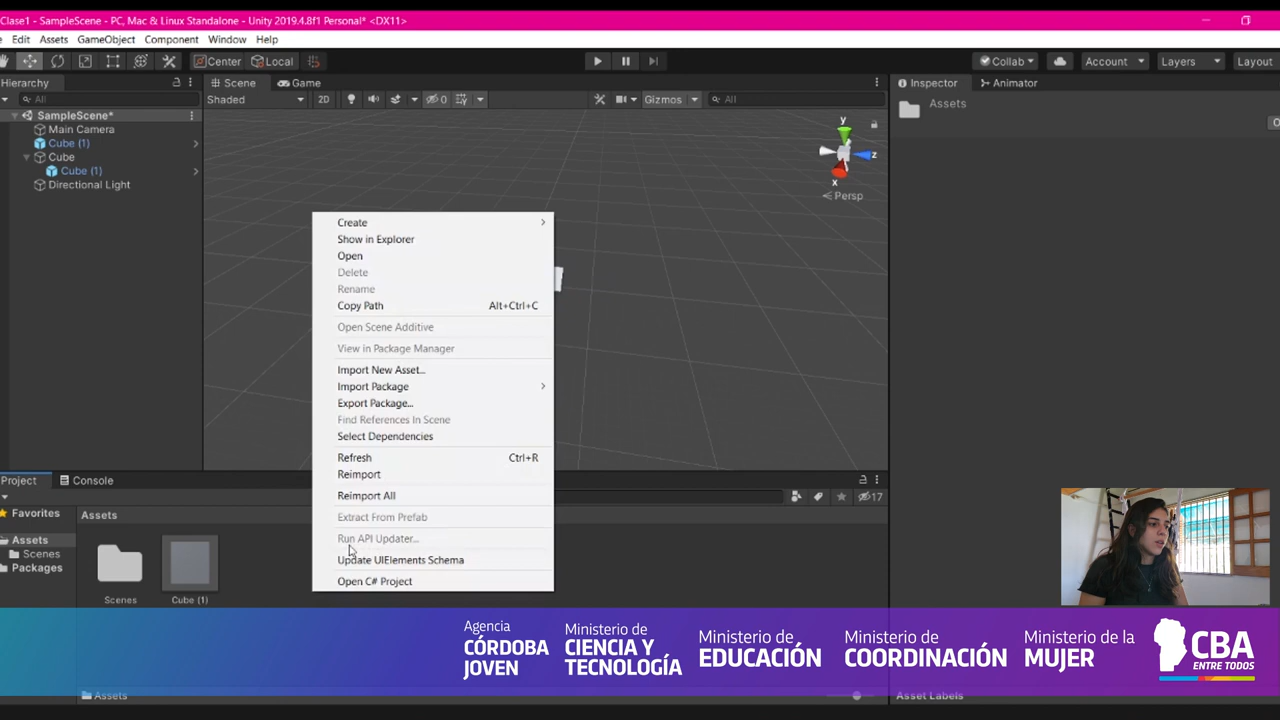 Clase1 - SampleScene - PC, Mac & Linux Standalone - Unity 2019.4.8f1 Personal* <DX11>
Edit Assets GameObject Component Window Help
Center Local Collab Account Layers Layout
Hierarchy
All
SampleScene*
Main Camera
Cube (1)
Cube
Cube (1)
Directional Light
Scene Game
Shaded 2D 0 Gizmos All
y
z
x
Persp
Inspector Animator
Assets
O
Create
Show in Explorer
Open
Delete
Rename
Copy Path Alt+Ctrl+C
Open Scene Additive
View in Package Manager
Import New Asset...
Import Package
Export Package...
Find References In Scene
Select Dependencies
Refresh Ctrl+R
Reimport
Reimport All
Extract From Prefab
Run API Updater...
Update UIElements Schema
Open C# Project
Project Console
17
Favorites
Assets
Scenes
Packages
Assets
Scenes
Cube (1)
Agencia
CÓRDOBA
JOVEN
Ministerio de
CIENCIA Y
TECNOLOGÍA
Ministerio de
EDUCACIÓN
Ministerio de
COORDINACIÓN
Ministerio de la
MUJER
CBA
ENTRE TODOS
Assets
Asset Labels